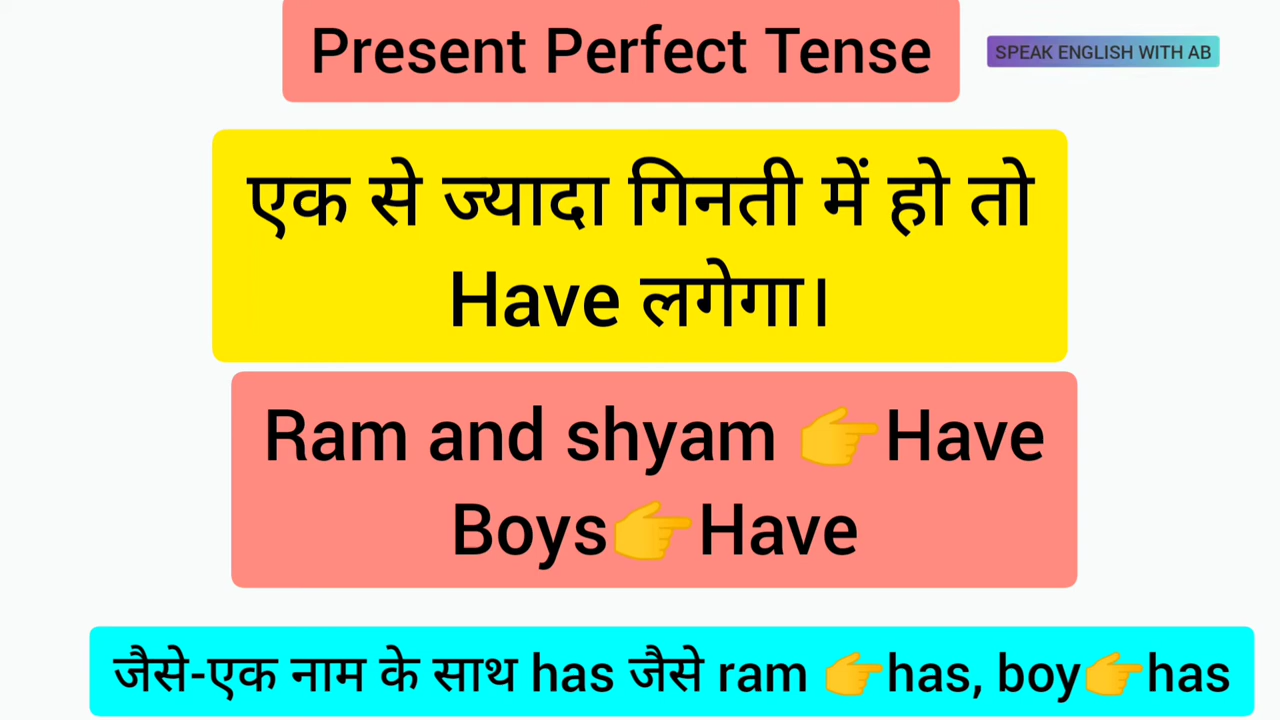 Present Perfect Tense
SPEAK ENGLISH WITH AB
एक से ज्यादा गिनती में हो तो
Have लगेगा।
Ram and shyam 👉Have
Boys👉Have
जैसे-एक नाम के साथ has जैसे ram 👉has, boy👉has